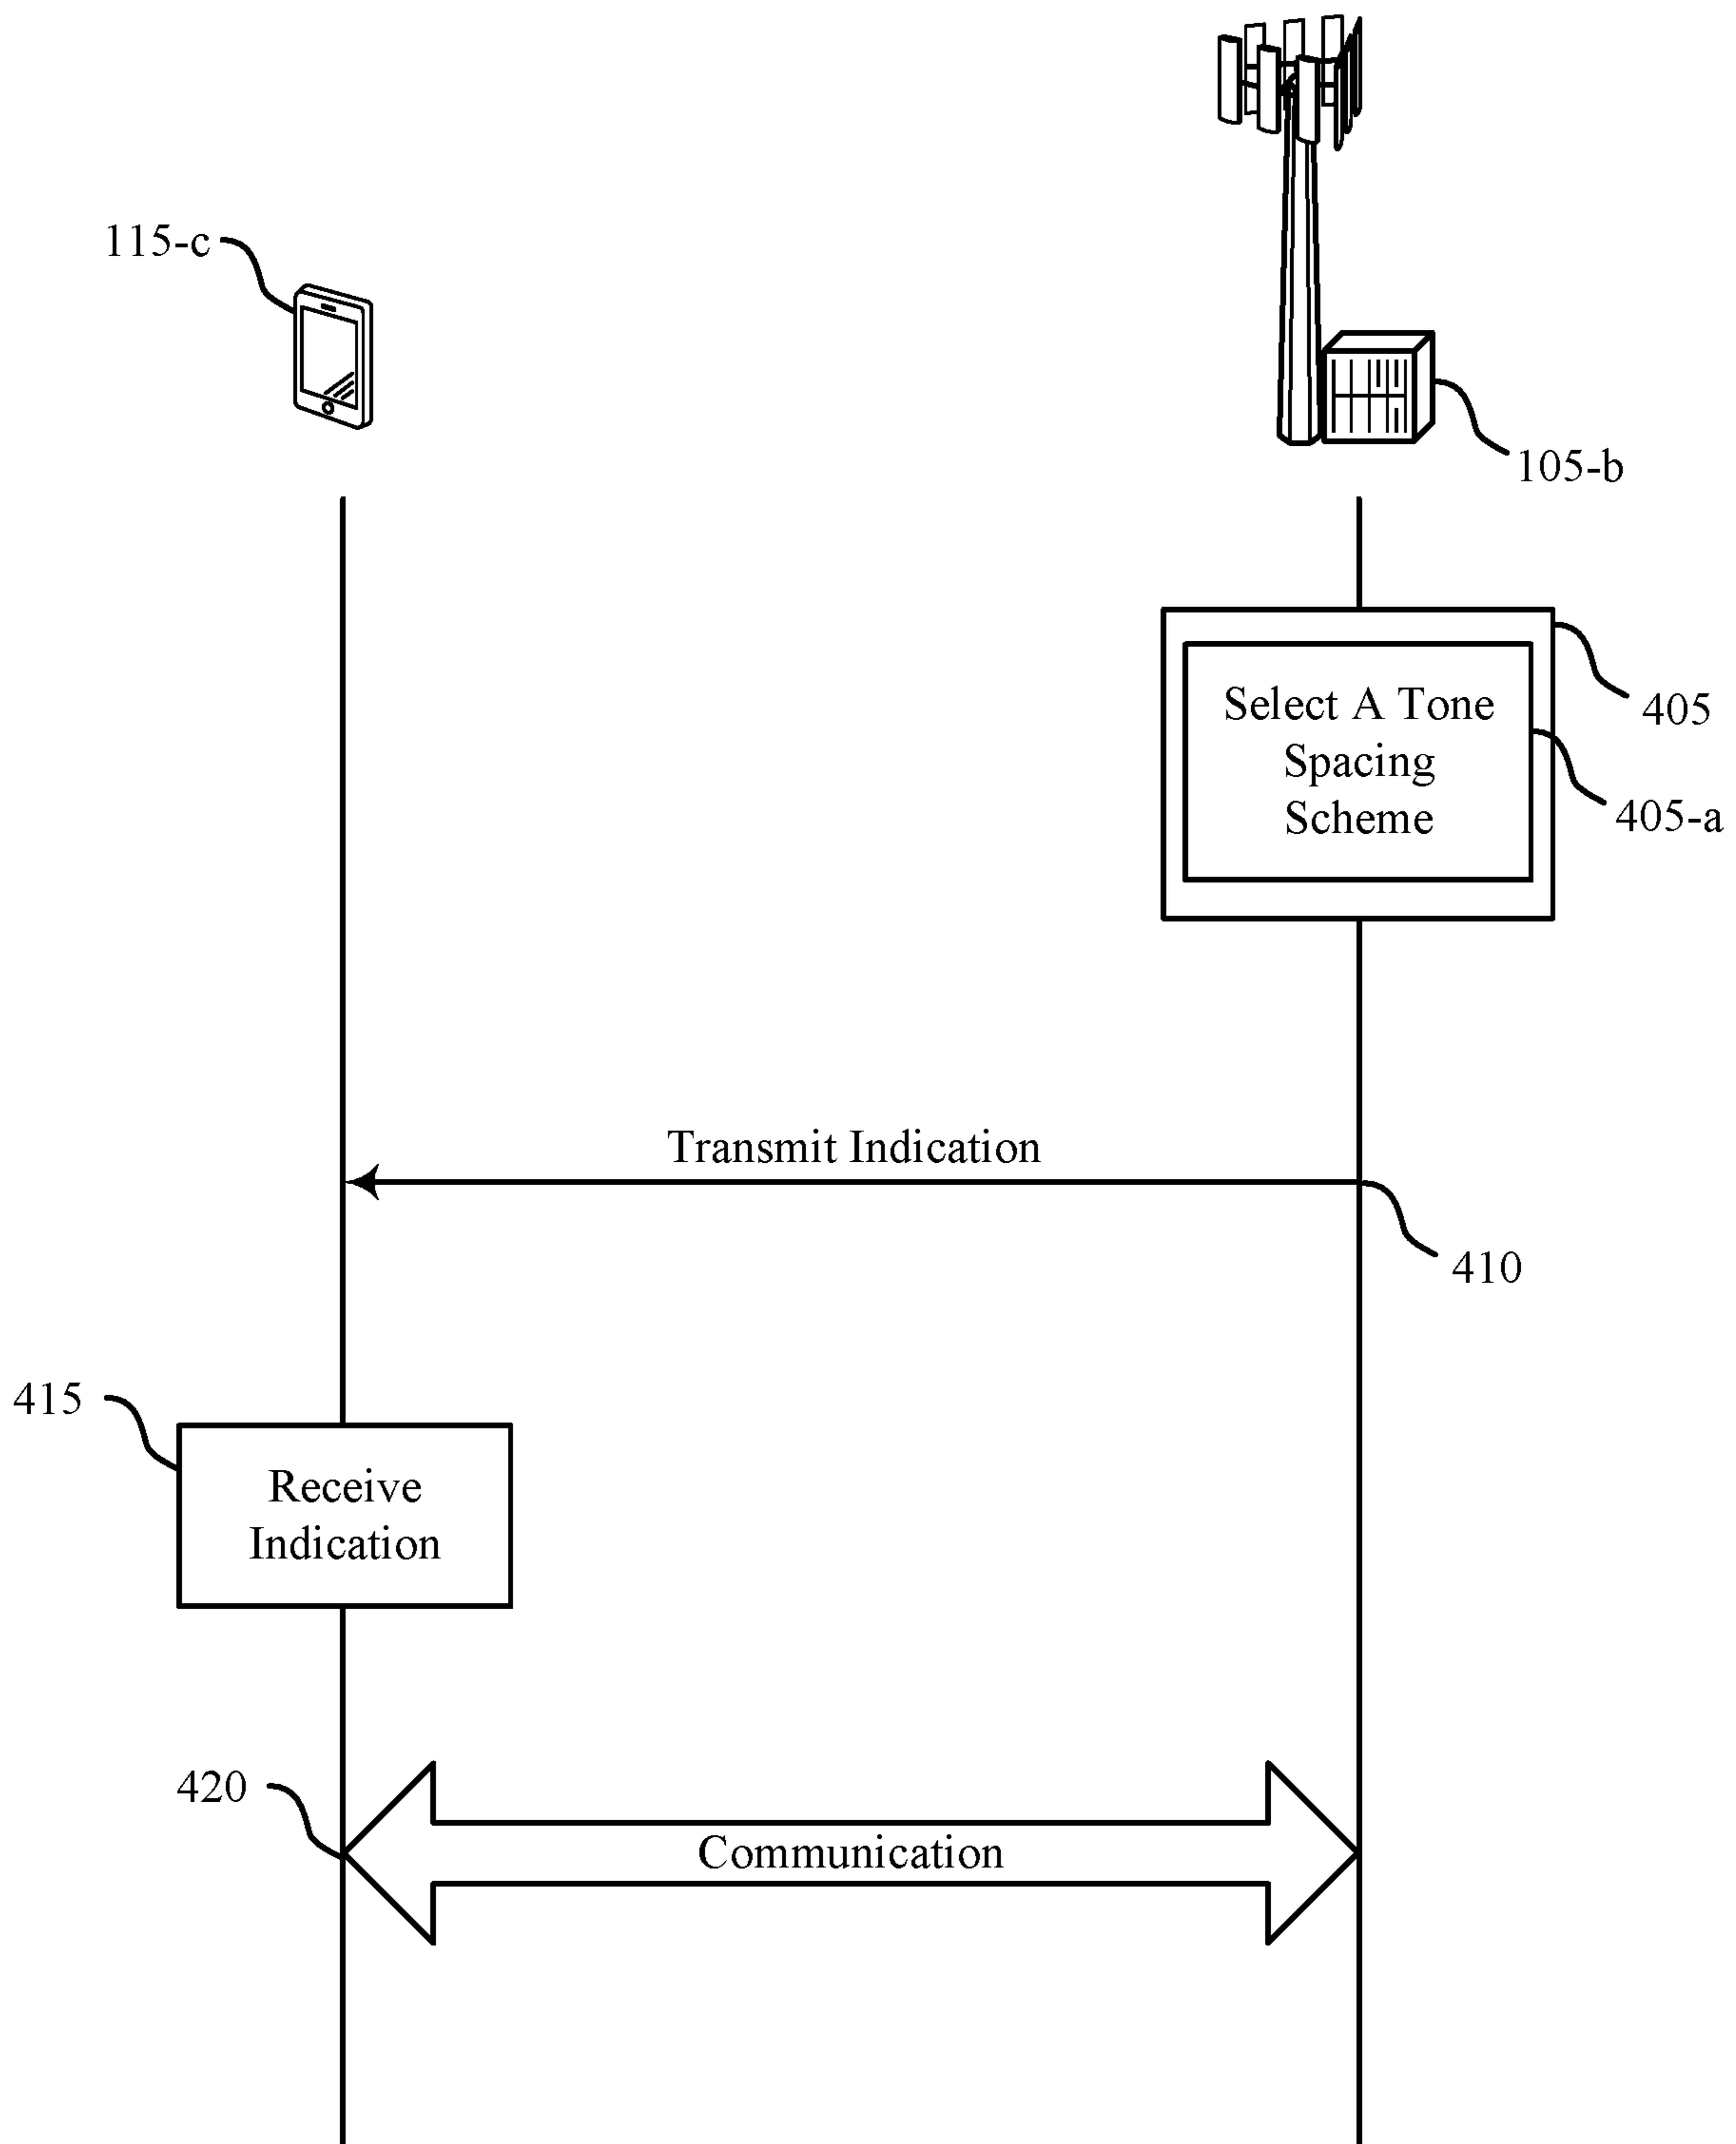 115-c
105-b
405
Select A Tone
Spacing
Scheme
405-a
Transmit Indication
410
415
Receive
Indication
420
Communication